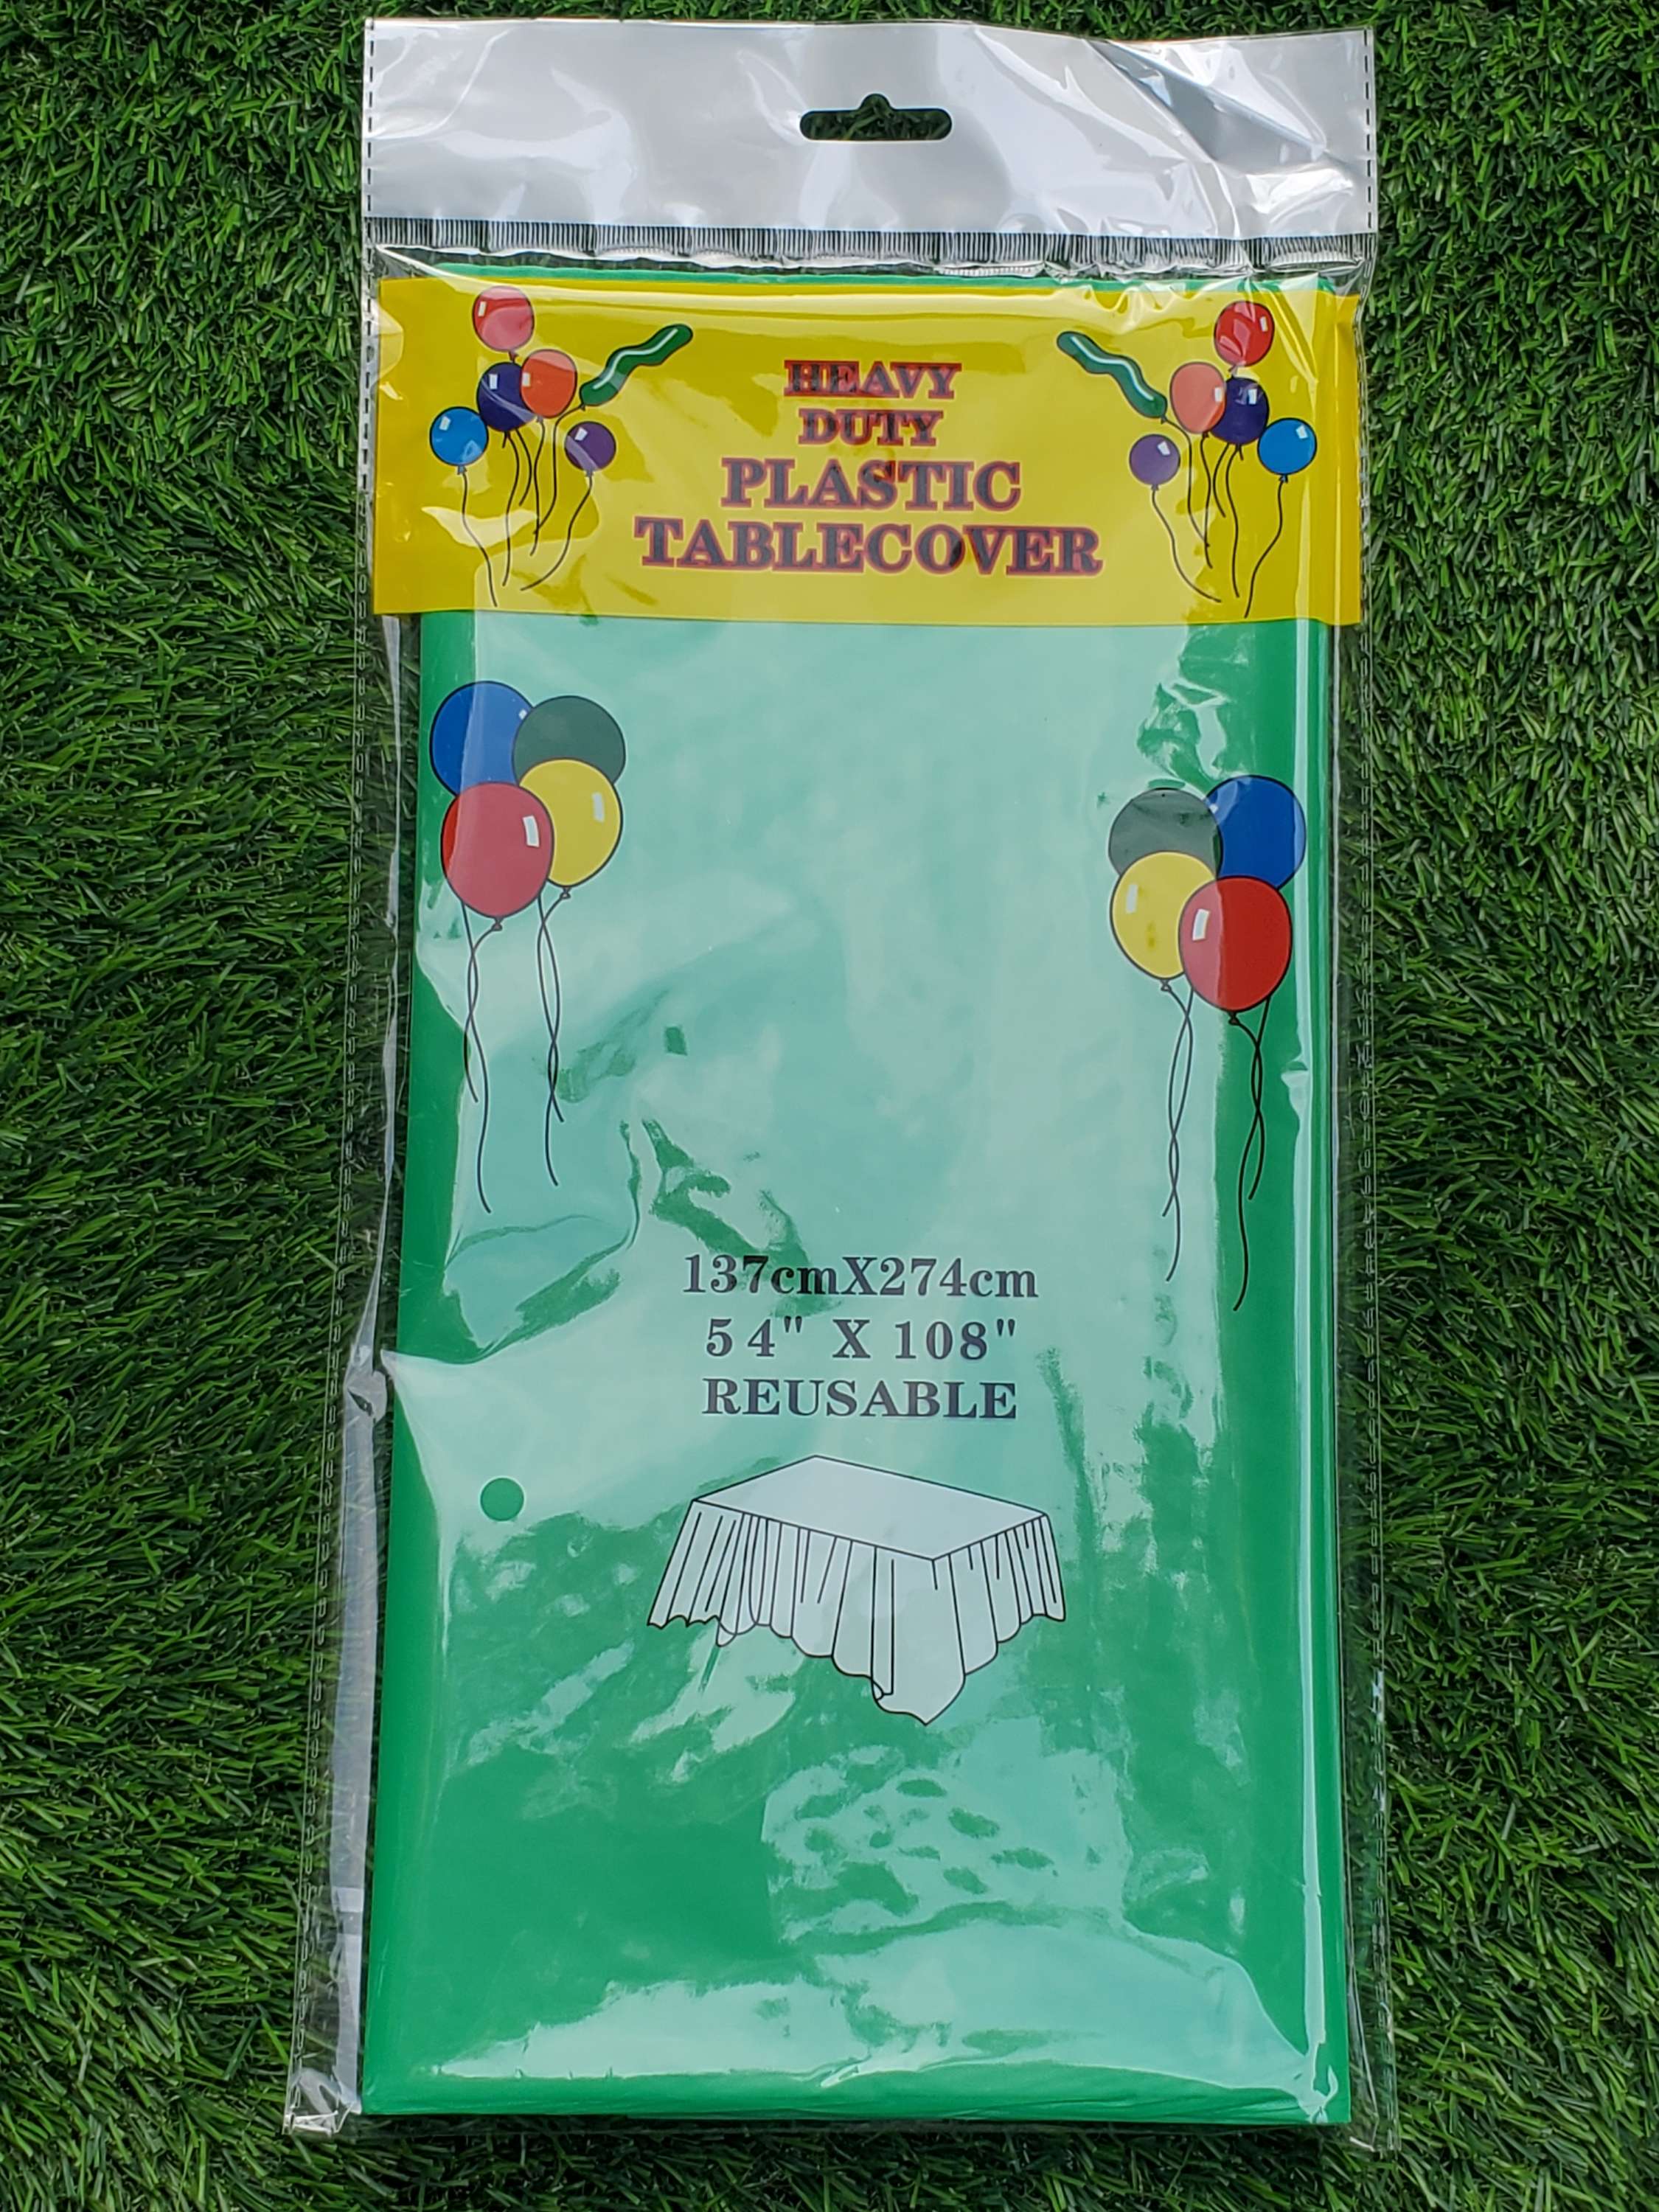 HEAVY
DUTY
PLASTIC
TABLECOVER
137cmX274cm
54" X 108"
REUSABLE